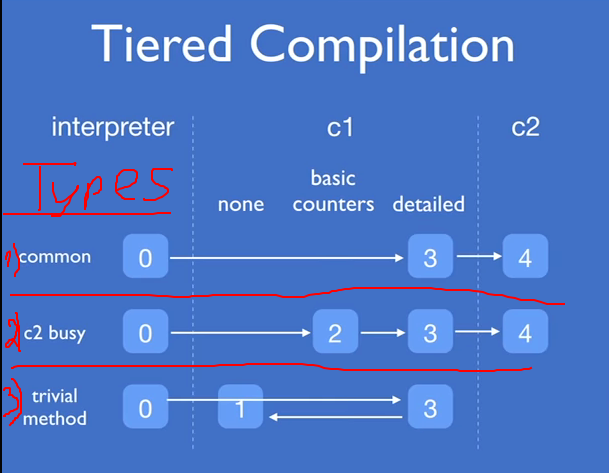 Tiered Compilation
interpreter c1 c2
Types
none basic counters detailed
1) common 0 3 4
2) c2 busy 0 2 3 4
3) trivial method 0 1 3